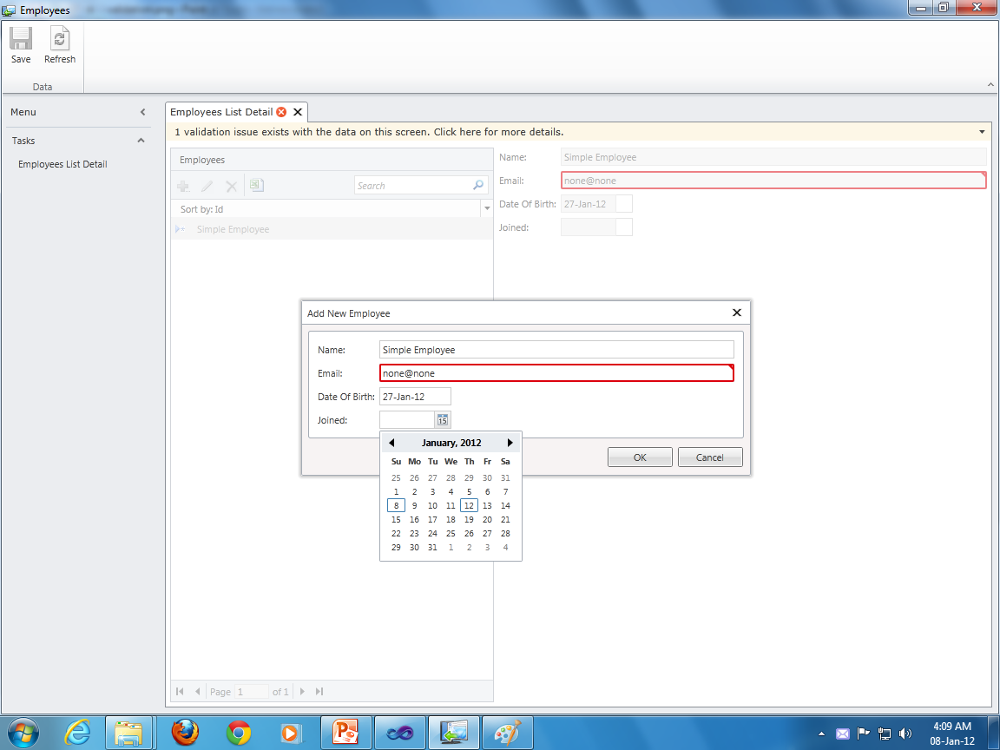 Employees
Save
Refresh
Data
Menu
Tasks
Employees List Detail
Employees List Detail
1 validation issue exists with the data on this screen. Click here for more details.
Employees
Search
Sort by: Id
Simple Employee
Name: Simple Employee
Email: none@none
Date Of Birth: 27-Jan-12
Joined:
Add New Employee
Name: Simple Employee
Email: none@none
Date Of Birth: 27-Jan-12
Joined: 15
January, 2012
Su Mo Tu We Th Fr Sa
25 26 27 28 29 30 31
1 2 3 4 5 6 7
8 9 10 11 12 13 14
15 16 17 18 19 20 21
22 23 24 25 26 27 28
29 30 31 1 2 3 4
OK
Cancel
Page 1 of 1
4:09 AM
08-Jan-12